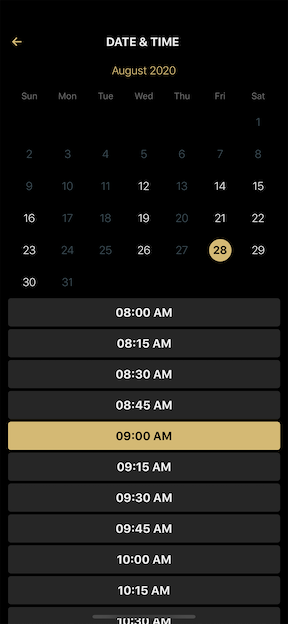 DATE & TIME
August 2020
Sun Mon Tue Wed Thu Fri Sat
1
2 3 4 5 6 7 8
9 10 11 12 13 14 15
16 17 18 19 20 21 22
23 24 25 26 27 28 29
30 31
08:00 AM
08:15 AM
08:30 AM
08:45 AM
09:00 AM
09:15 AM
09:30 AM
09:45 AM
10:00 AM
10:15 AM
10:30 AM